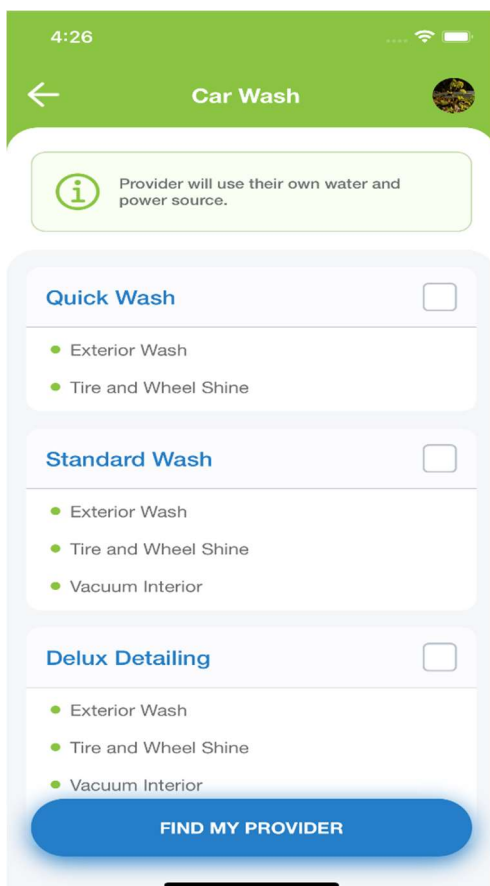 4:26
Car Wash
Provider will use their own water and
power source.
Quick Wash
Exterior Wash
Tire and Wheel Shine
Standard Wash
Exterior Wash
Tire and Wheel Shine
Vacuum Interior
Delux Detailing
Exterior Wash
Tire and Wheel Shine
Vacuum Interior
FIND MY PROVIDER